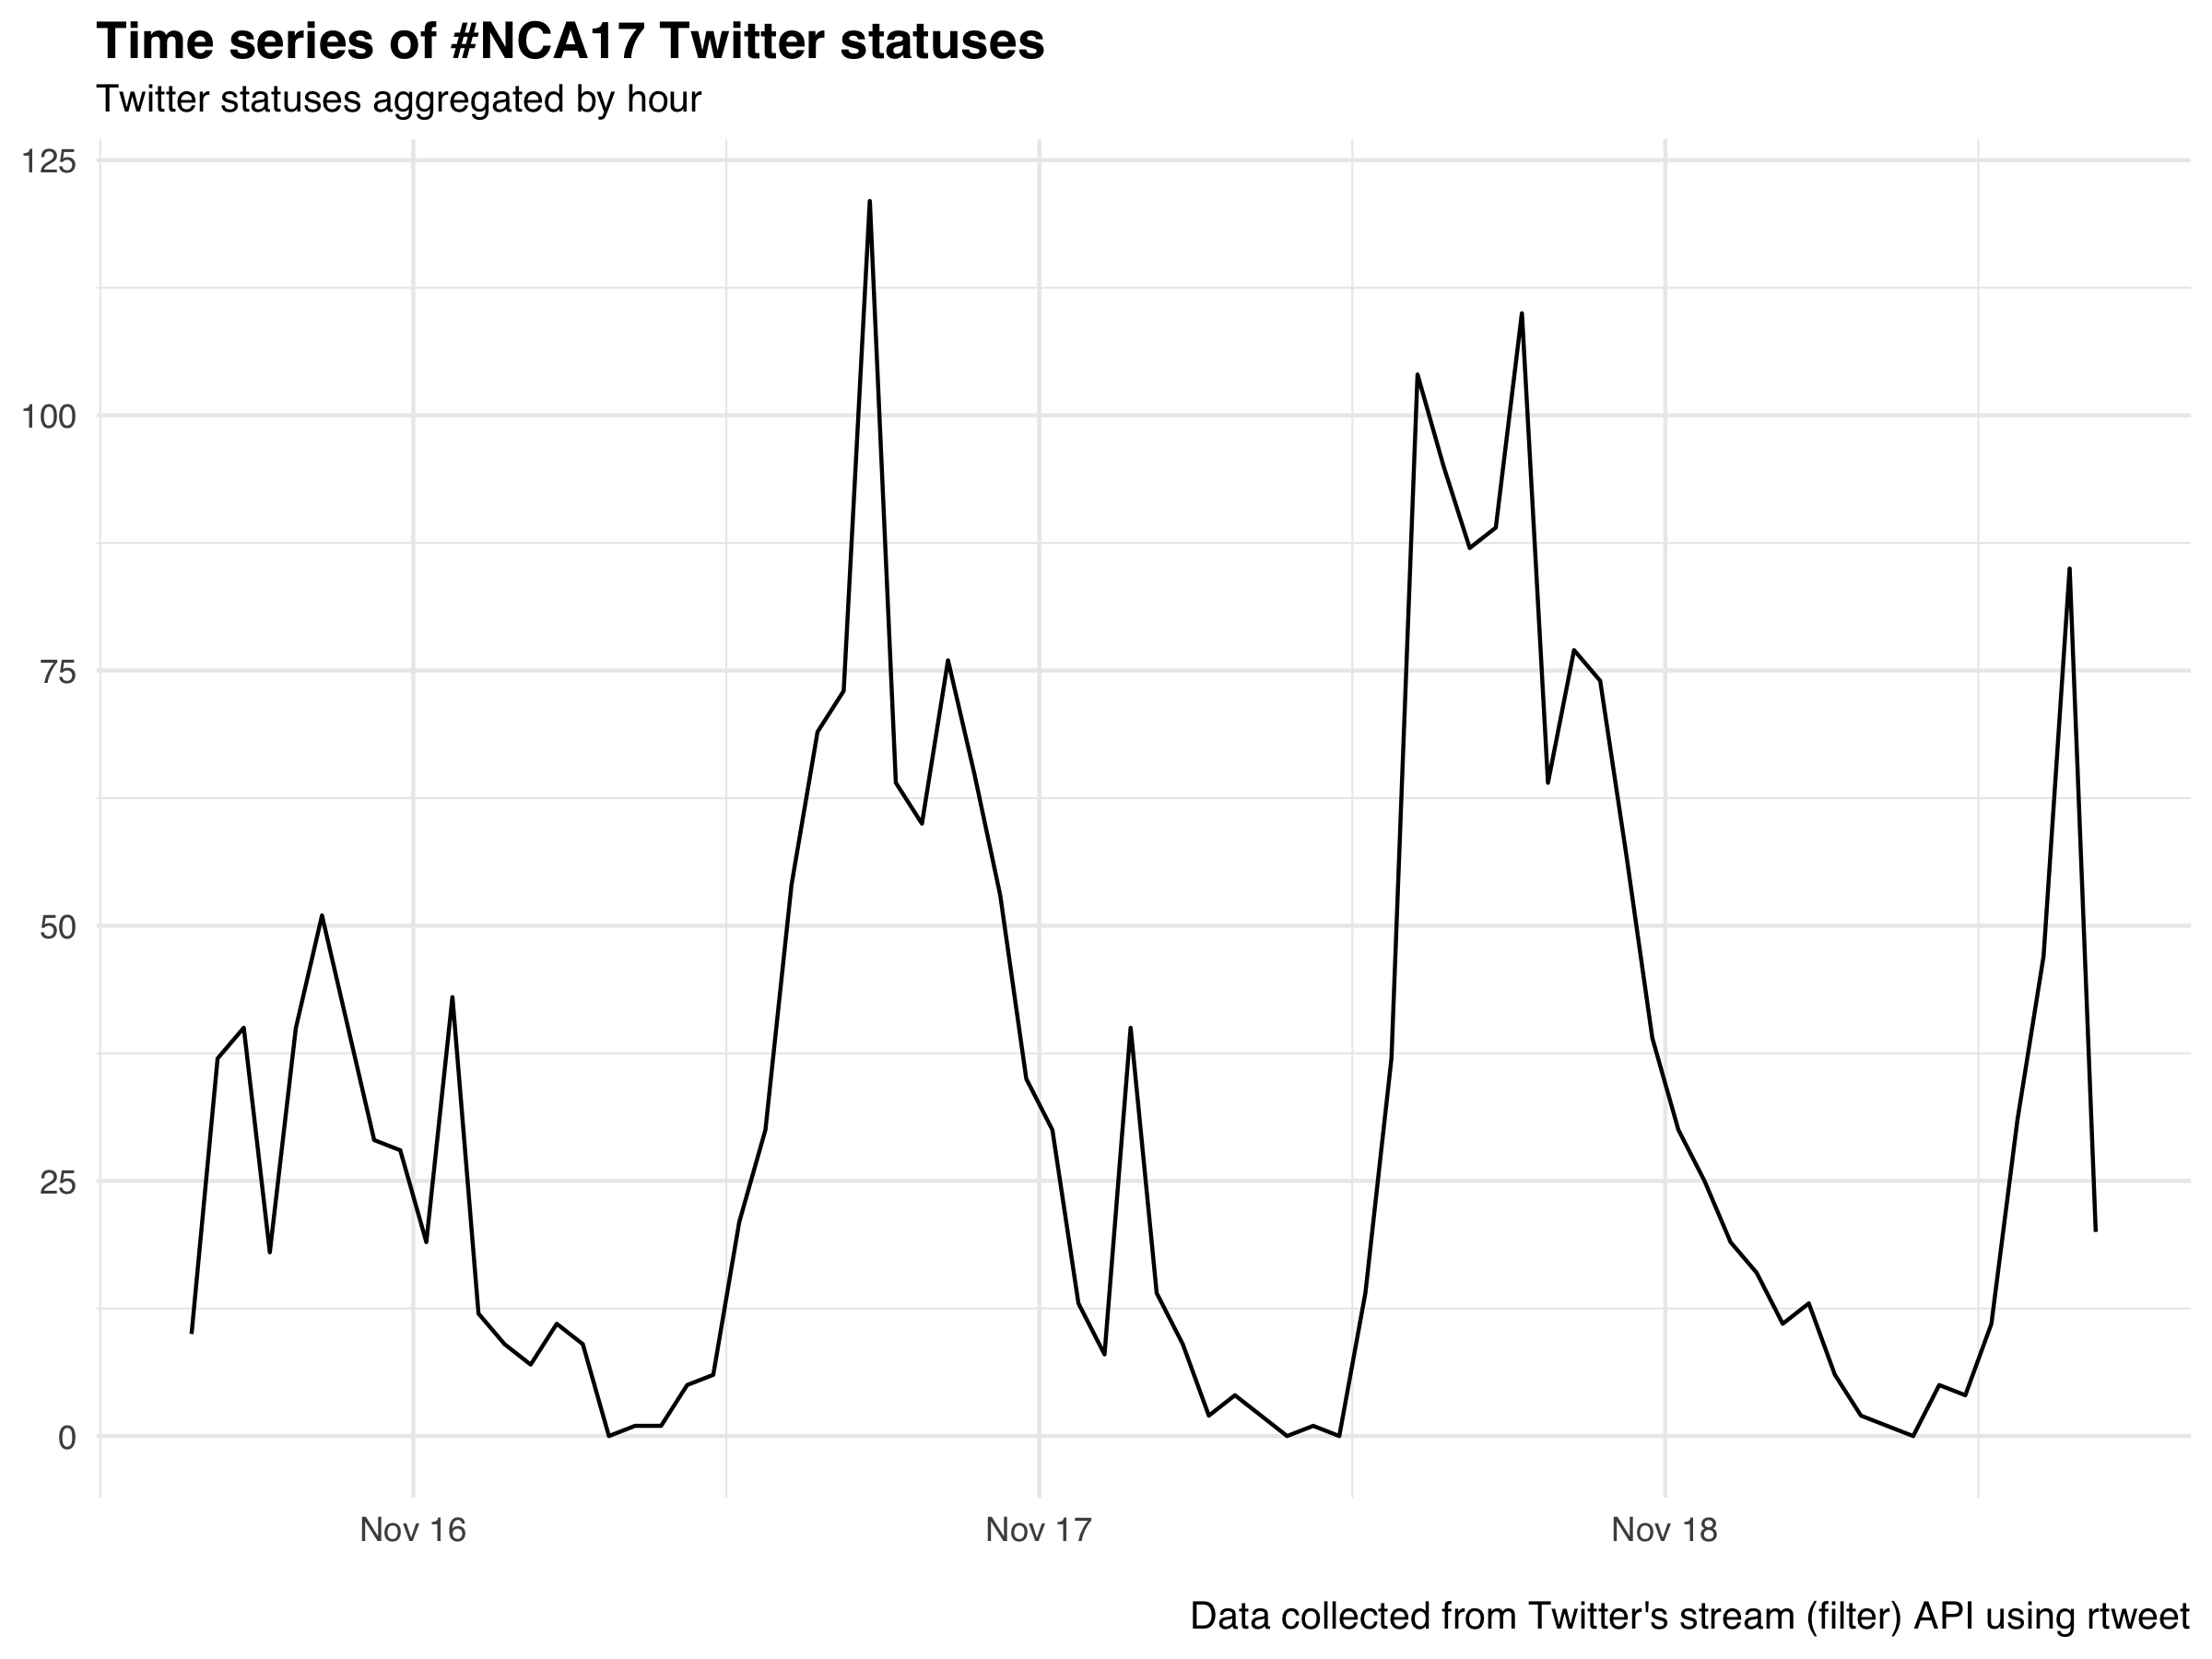 Time series of #NCA17 Twitter statuses
Twitter statuses aggregated by hour
125
100
75
50
25
0
Nov 16 Nov 17 Nov 18
Data collected from Twitter's stream (filter) API using rtweet